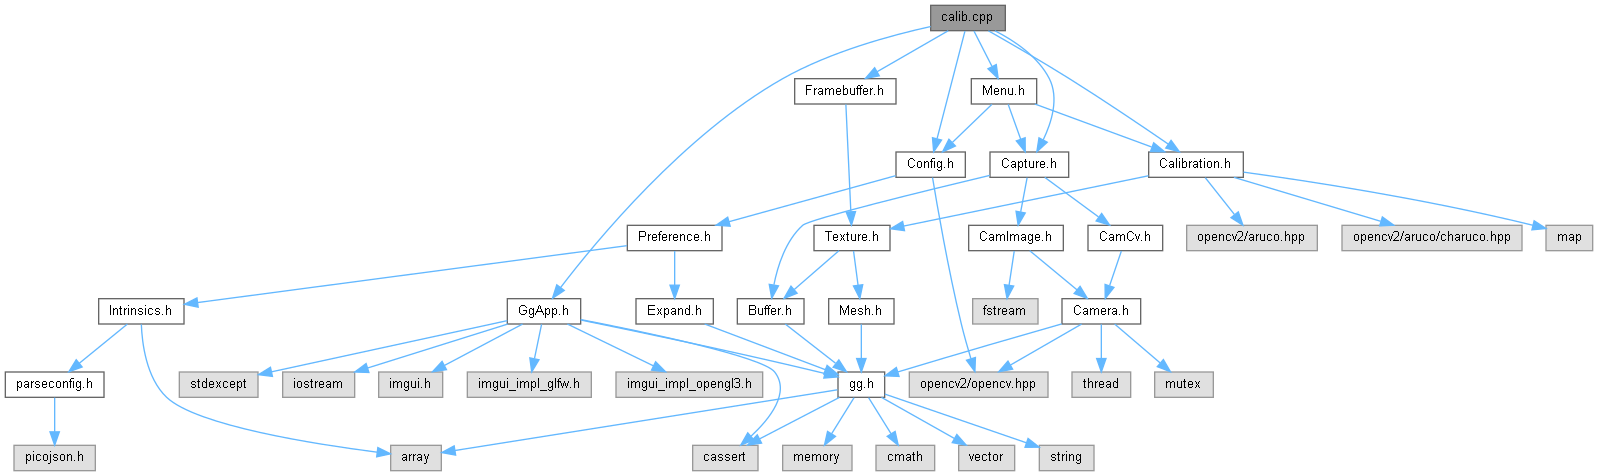 calib.cpp
Framebuffer.h
Menu.h
Config.h
Capture.h
Calibration.h
Preference.h
Texture.h
CamImage.h
CamCv.h
opencv2/aruco.hpp
opencv2/aruco/charuco.hpp
map
Intrinsics.h
GgApp.h
Expand.h
Buffer.h
Mesh.h
fstream
Camera.h
parseconfig.h
stdexcept
iostream
imgui.h
imgui_impl_glfw.h
imgui_impl_opengl3.h
gg.h
opencv2/opencv.hpp
thread
mutex
picojson.h
array
cassert
memory
cmath
vector
string